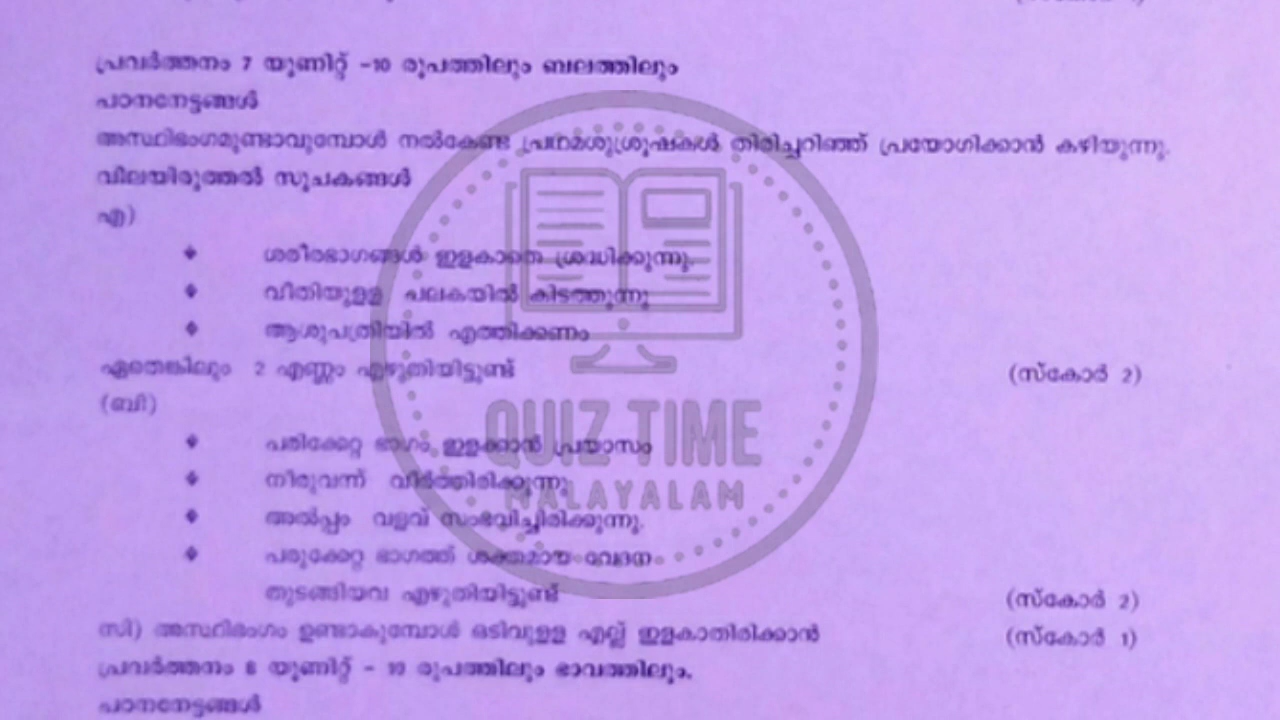 പ്രവർത്തനം 7 യൂണിറ്റ് -10 രൂപത്തിലും ബലത്തിലും
പഠനനേട്ടങ്ങൾ
അസ്ഥിഭംഗമുണ്ടാവുമ്പോൾ നൽകേണ്ട പ്രഥമശുശ്രൂഷകൾ തിരിച്ചറിഞ്ഞ് പ്രയോഗിക്കാൻ കഴിയുന്നു.
വിലയിരുത്തൽ സൂചകങ്ങൾ
എ)
ശരീരഭാഗങ്ങൾ ഇളകാതെ ശ്രദ്ധിക്കുന്നു.
വീതിയുള്ള പലകയിൽ കിടത്തുന്നു
ആശുപത്രിയിൽ എത്തിക്കണം
ഏതെങ്കിലും 2 എണ്ണം എഴുതിയിട്ടുണ്ട് (സ്കോർ 2)
(ബി)
പരിക്കേറ്റ ഭാഗം ഇളക്കാൻ പ്രയാസം
നീരുവന്ന് വീർത്തിരിക്കുന്നു
അൽപ്പം വളവ് സംഭവിച്ചിരിക്കുന്നു.
പരുക്കേറ്റ ഭാഗത്ത് ശക്തമായ വേദന
തുടങ്ങിയവ എഴുതിയിട്ടുണ്ട് (സ്കോർ 2)
സി) അസ്ഥിഭംഗം ഉണ്ടാകുമ്പോൾ ഒടിവുള്ള എല്ല് ഇളകാതിരിക്കാൻ (സ്കോർ 1)
പ്രവർത്തനം 8 യൂണിറ്റ് - 10 രൂപത്തിലും ഭാവത്തിലും.
പഠനനേട്ടങ്ങൾ
QUIZ TIME
MALAYALAM